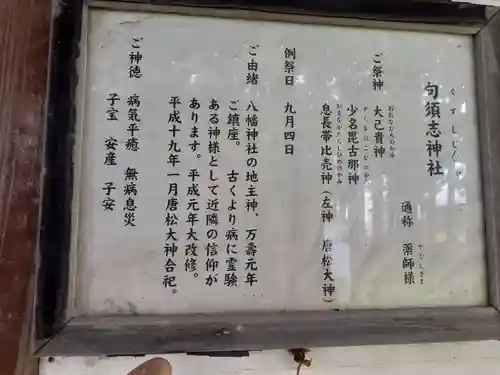 くすしじんじゃ
句須志神社
やくしさま
通称 薬師様
ご祭神
おおなむちのかみ
大己貴神
すくなびこなのかみ
少名毘古那神
おきながたらしひめのかみ
息長帯比売神（左神 唐松大神）
例祭日 九月四日
ご由緒 八幡神社の地主神、万壽元年
ご鎮座。 古くより病に霊験
ある神様として近隣の信仰が
あります。平成元年大改修。
平成十九年一月唐松大神合祀。
ご神徳 病気平癒 無病息災
子宝 安産 子安